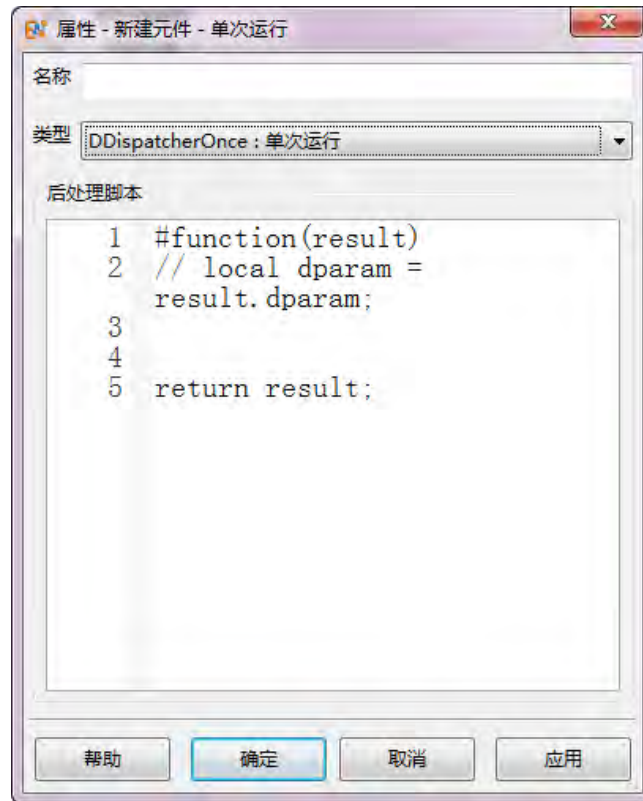 属性 - 新建元件 - 单次运行
名称
类型 DDispatcherOnce : 单次运行
后处理脚本
1 #function(result)
2 // local dparam =
result.dparam;
3
4
5 return result;
帮助 确定 取消 应用